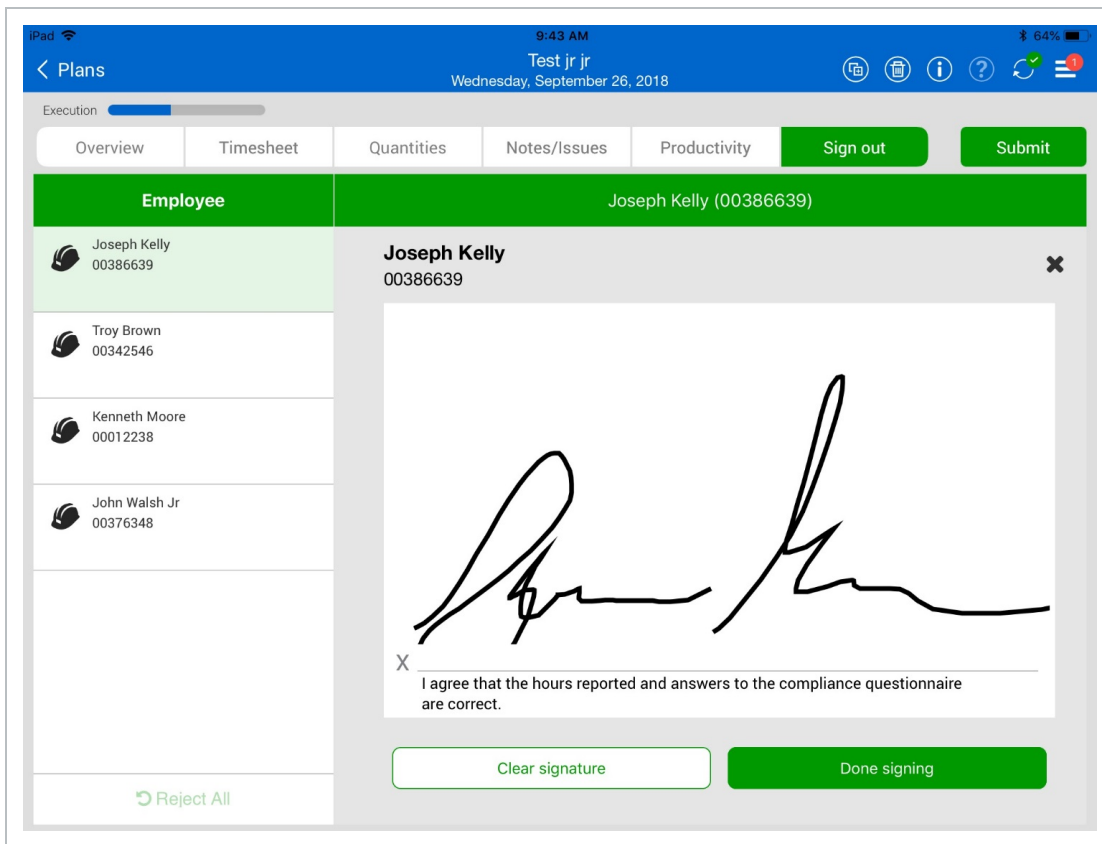 iPad 9:43 AM 64%
Plans
Test jr jr
Wednesday, September 26, 2018
1
Execution
Overview Timesheet Quantities Notes/Issues Productivity Sign out Submit
Employee
Joseph Kelly (00386639)
Joseph Kelly
00386639
Troy Brown
00342546
Kenneth Moore
00012238
John Walsh Jr
00376348
Reject All
Joseph Kelly
00386639
X
I agree that the hours reported and answers to the compliance questionnaire
are correct.
Clear signature Done signing